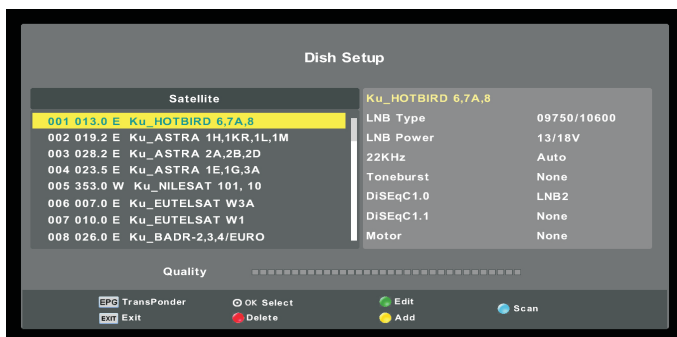 Dish Setup
Satellite
001 013.0 E Ku_HOTBIRD 6,7A,8
002 019.2 E Ku_ASTRA 1H,1KR,1L,1M
003 028.2 E Ku_ASTRA 2A,2B,2D
004 023.5 E Ku_ASTRA 1E,1G,3A
005 353.0 W Ku_NILESAT 101, 10
006 007.0 E Ku_EUTELSAT W3A
007 010.0 E Ku_EUTELSAT W1
008 026.0 E Ku_BADR-2,3,4/EURO
Ku_HOTBIRD 6,7A,8
LNB Type 09750/10600
LNB Power 13/18V
22KHz Auto
Toneburst None
DiSEqC1.0 LNB2
DiSEqC1.1 None
Motor None
Quality
EPG TransPonder OK Select Edit Scan
EXIT Exit Delete Add